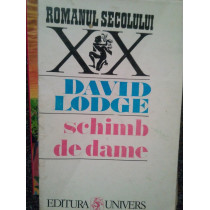 ROMANUL SECOLULUI
XX
DAVID
LODGE
schimb
de dame
EDITURA UNIVERS